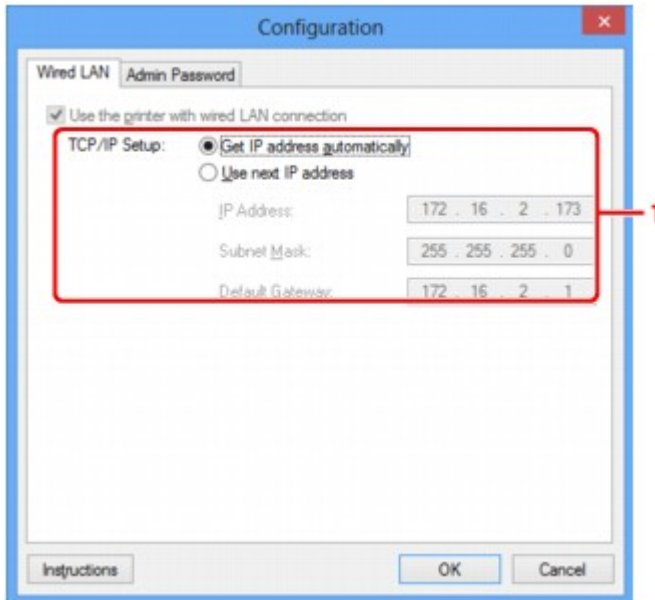 Configuration
Wired LAN
Admin Password
Use the printer with wired LAN connection
TCP/IP Setup:
Get IP address automatically
Use next IP address
IP Address: 172 . 16 . 2 . 173
1
Subnet Mask: 255 . 255 . 255 . 0
Default Gateway: 172 . 16 . 2 . 1
Instructions
OK
Cancel